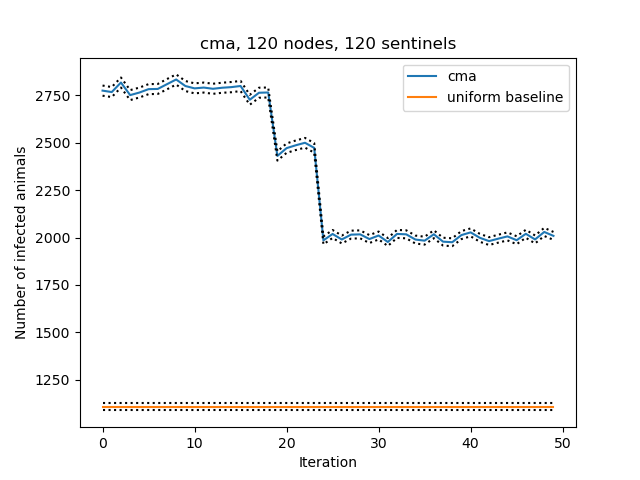 cma, 120 nodes, 120 sentinels
cma
uniform baseline
Number of infected animals
2750
2500
2250
2000
1750
1500
1250
0 10 20 30 40 50
Iteration